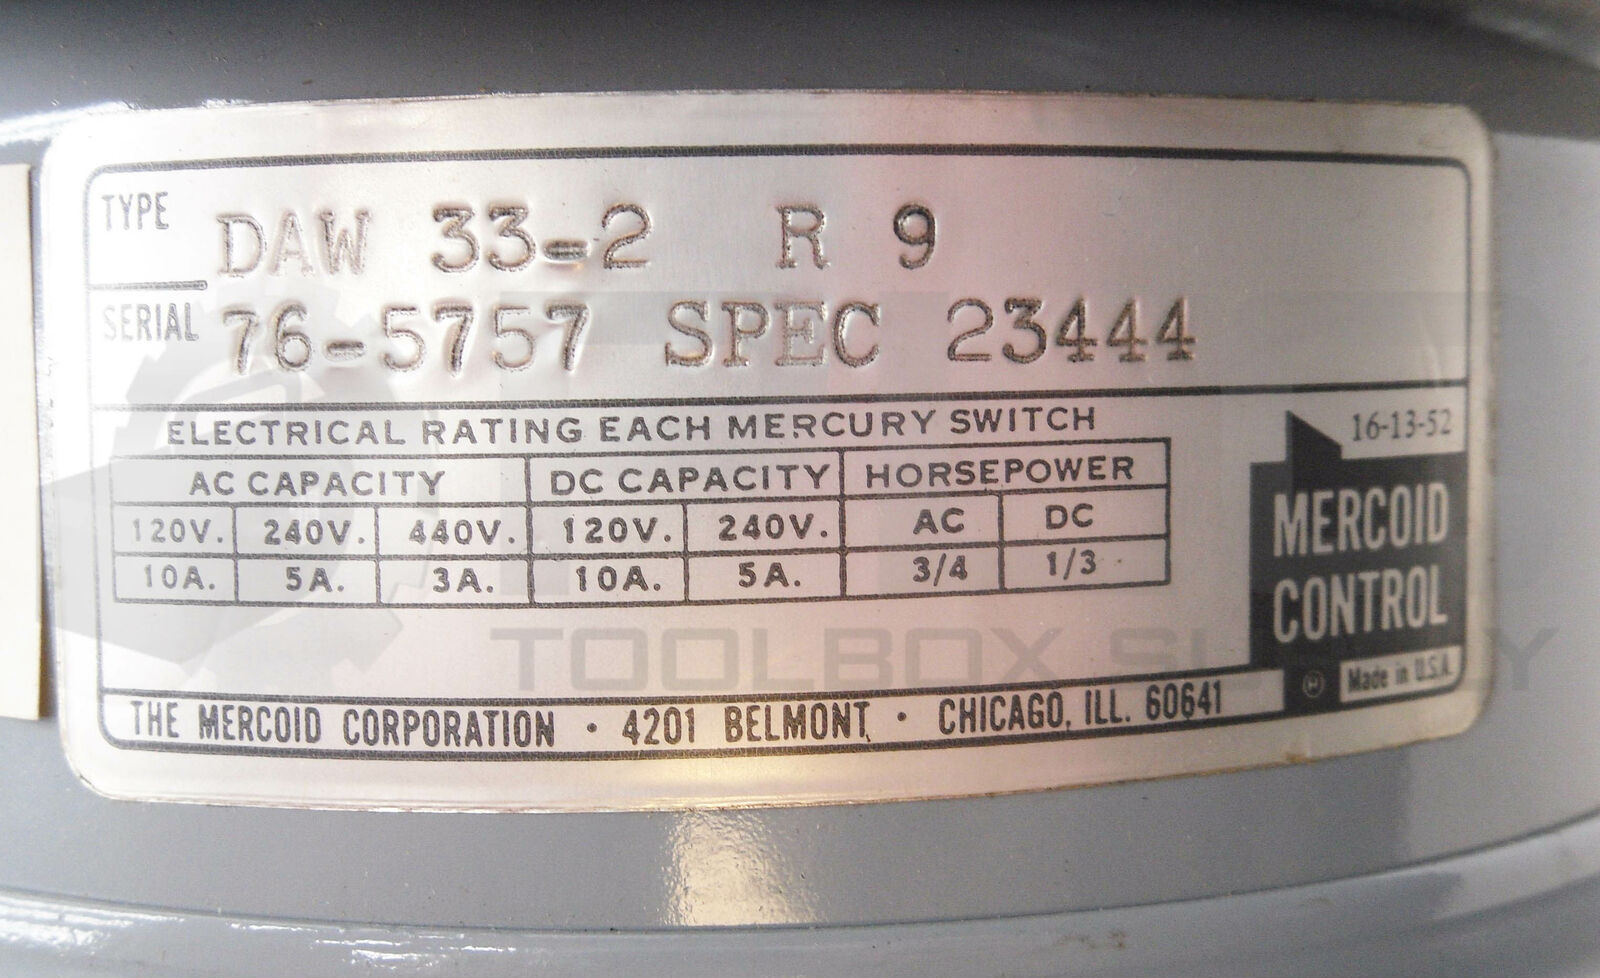 TYPE DAW 33-2 R 9
SERIAL 76-5757 SPEC 23444
ELECTRICAL RATING EACH MERCURY SWITCH
AC CAPACITY DC CAPACITY HORSEPOWER
120V. 240V. 440V. 120V. 240V. AC DC
10A. 5A. 3A. 10A. 5A. 3/4 1/3
16-13-52
MERCOID
CONTROL
® Made in U.S.A.
THE MERCOID CORPORATION · 4201 BELMONT, · CHICAGO, ILL. 60641
TOOLBOX SUPPLY